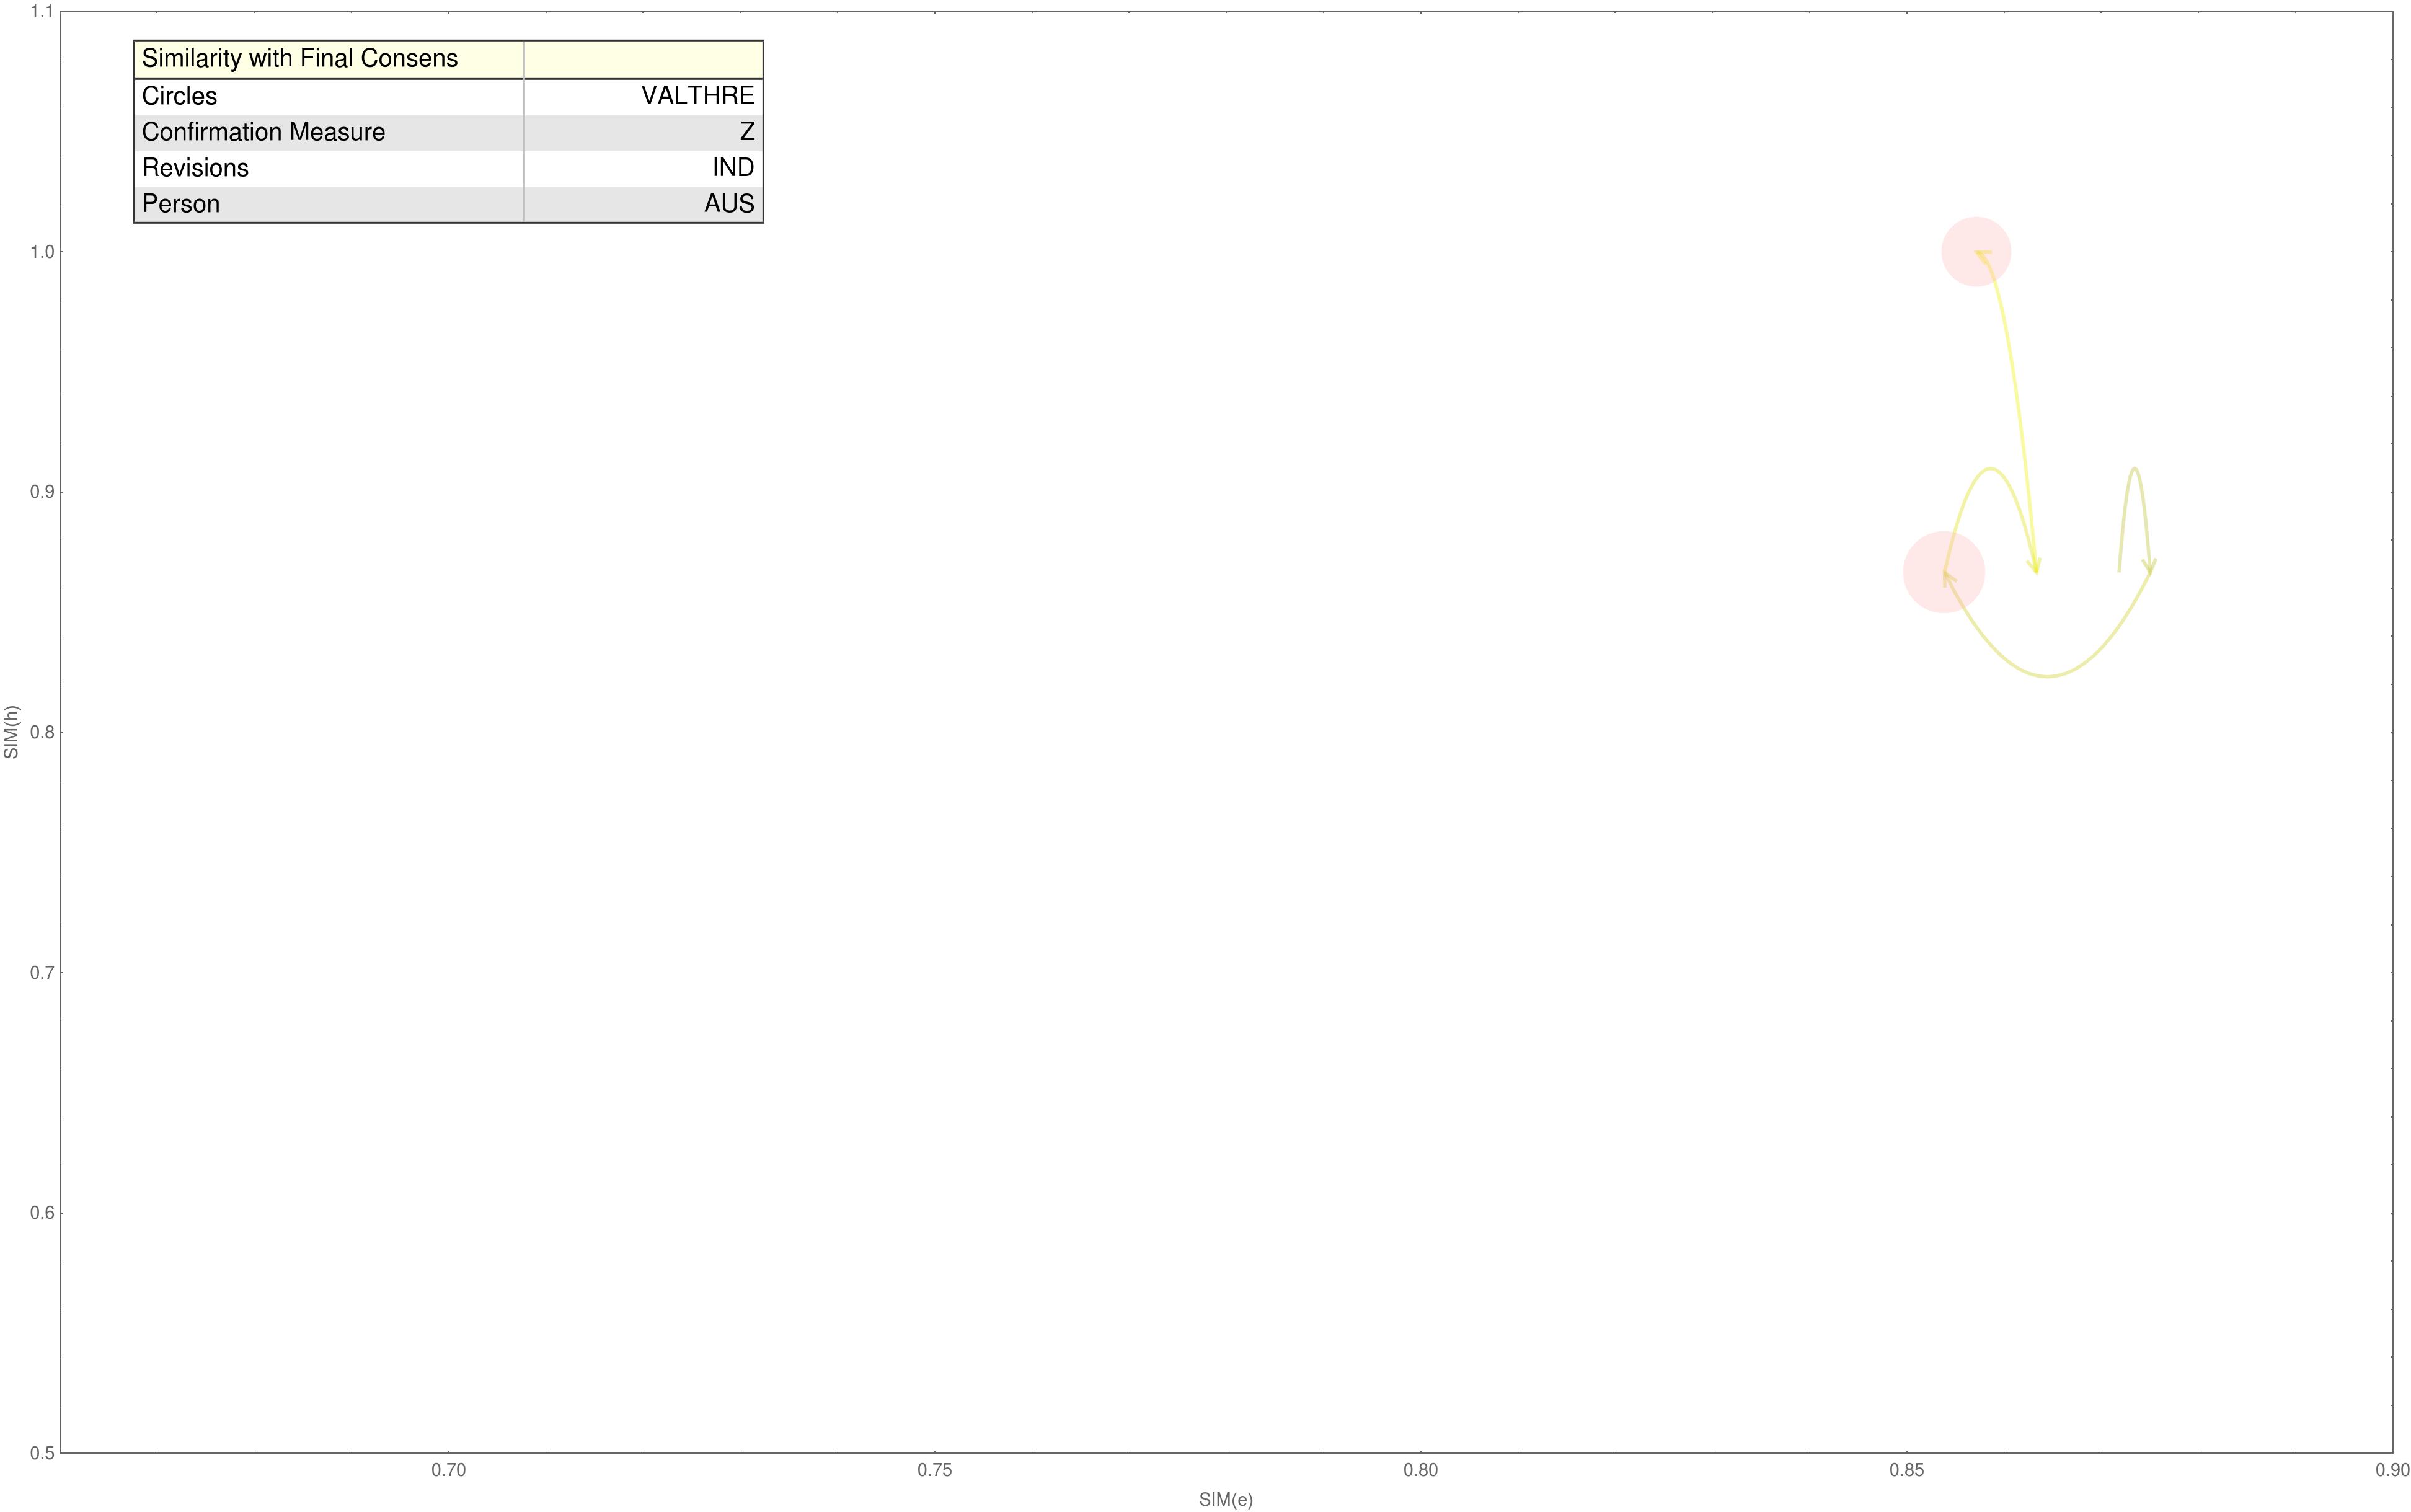 Similarity with Final Consens
Circles VALTHRE
Confirmation Measure Z
Revisions IND
Person AUS
1.1
1.0
0.9
0.8
0.7
0.6
0.5
SIM(h)
0.70 0.75 0.80 0.85 0.90
SIM(e)